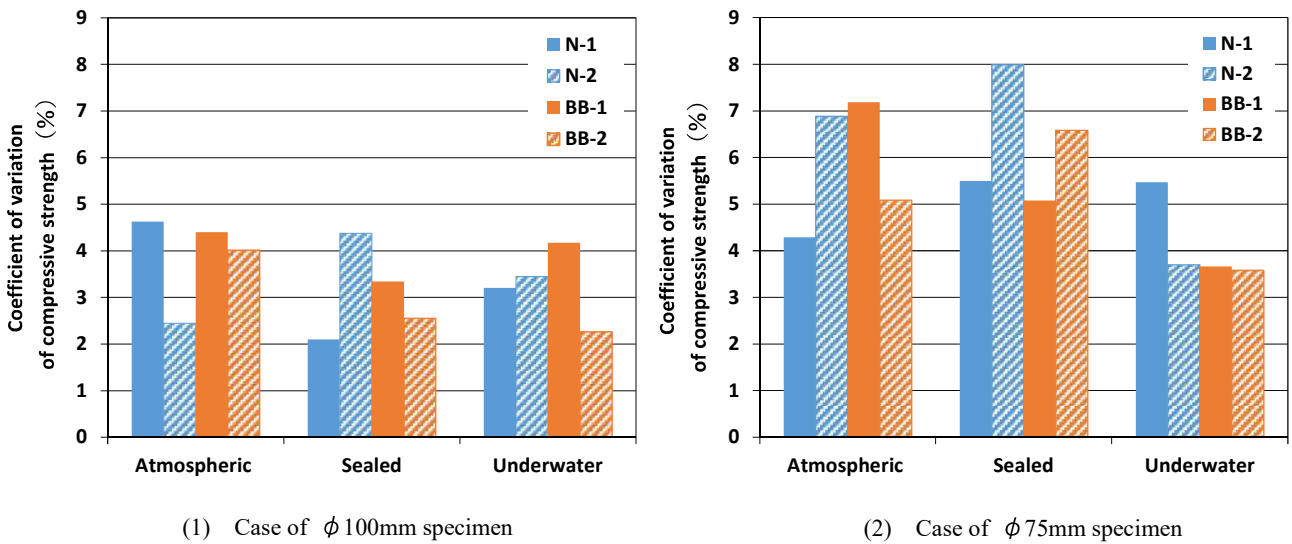 Coefficient of variation
of compressive strength（%）
9
8
7
6
5
4
3
2
1
0
N-1
N-2
BB-1
BB-2
Atmospheric Sealed Underwater
(1) Case of φ100mm specimen
Coefficient of variation
of compressive strength（%）
9
8
7
6
5
4
3
2
1
0
N-1
N-2
BB-1
BB-2
Atmospheric Sealed Underwater
(2) Case of φ75mm specimen